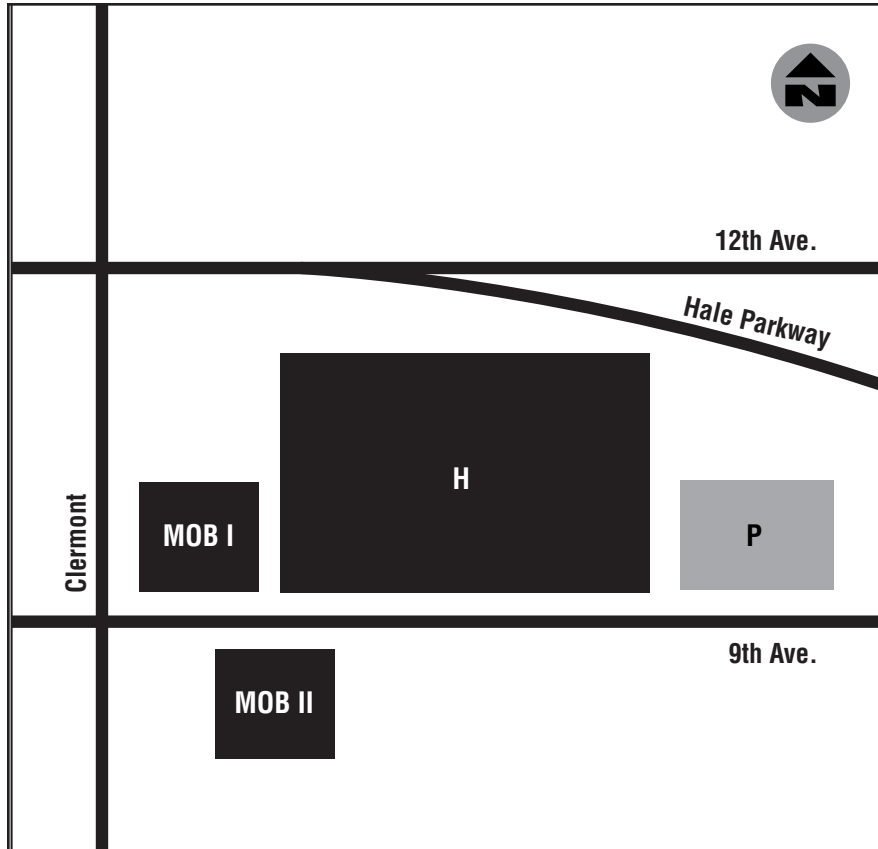 N
12th Ave.
Hale Parkway
H
Clermont
MOB I
P
9th Ave.
MOB II